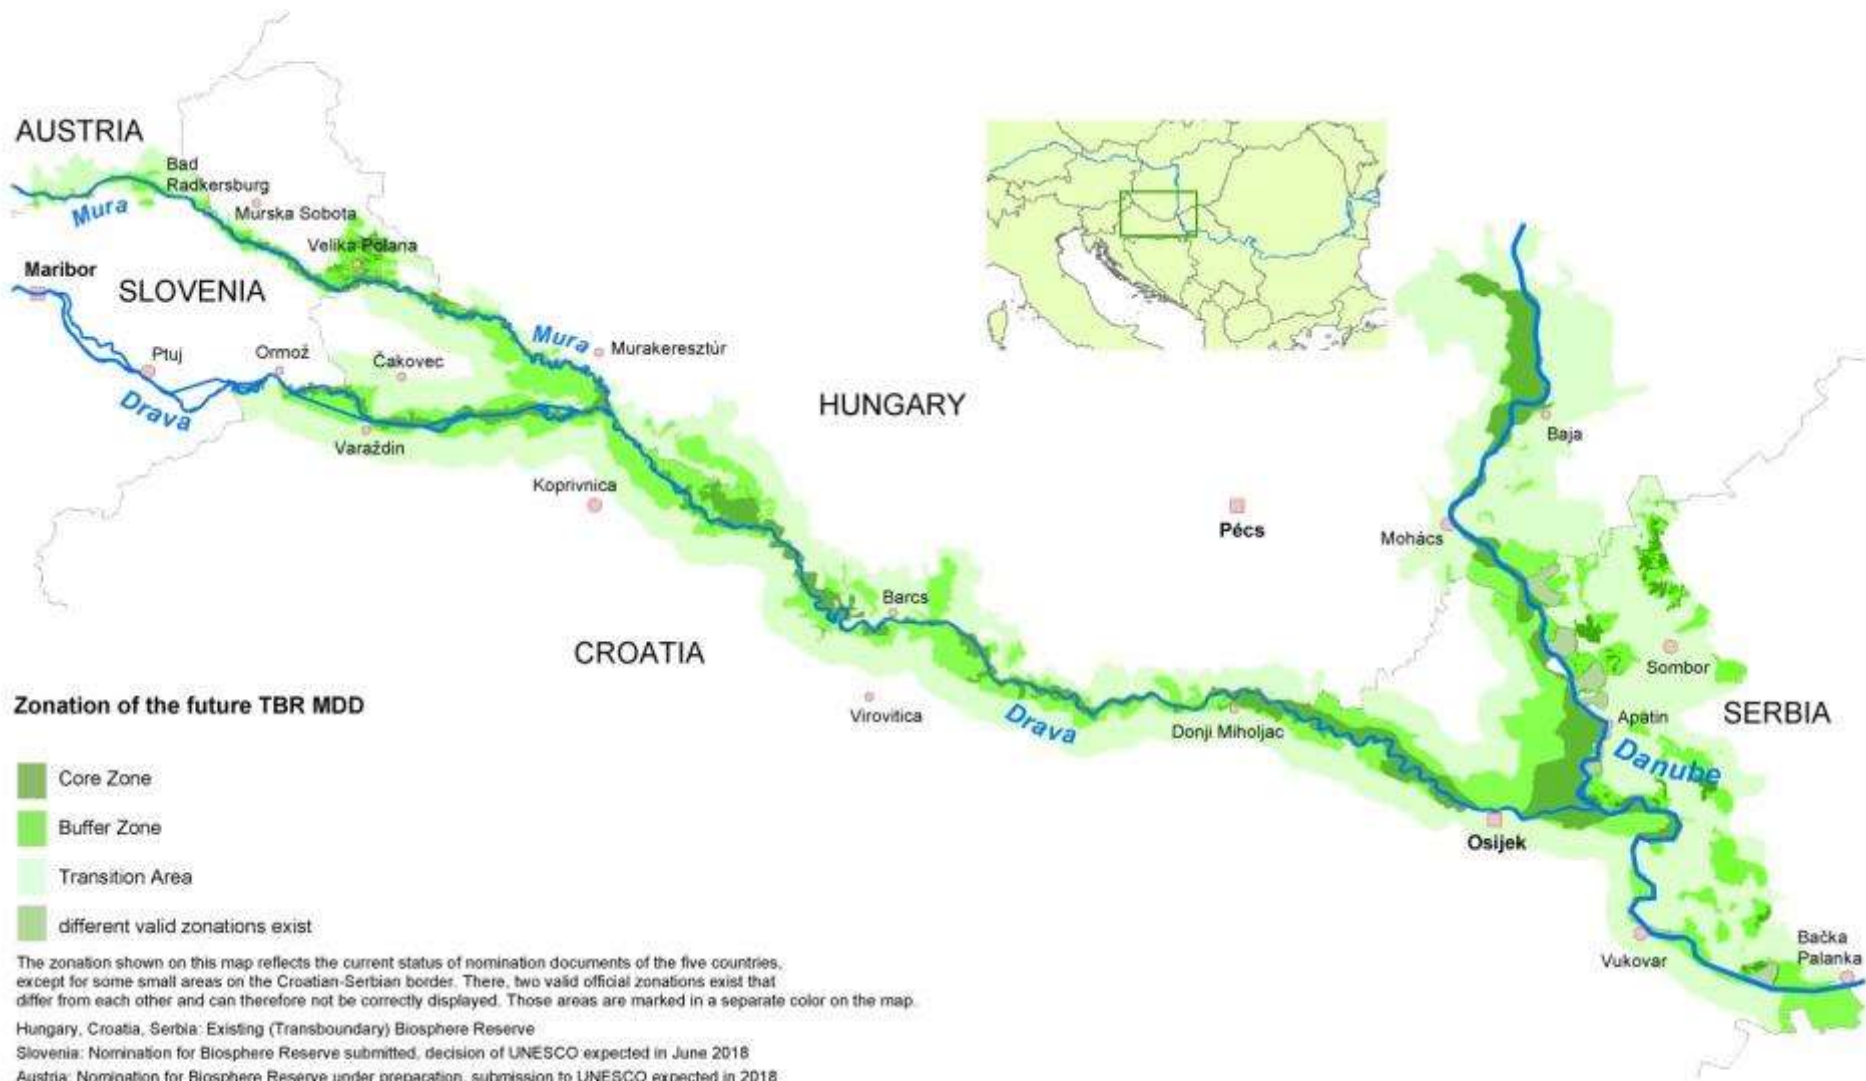 AUSTRIA
Bad
Radkersburg
Mura
Murska Sobota
Velika Polana
Maribor
SLOVENIA
Mura
Murakeresztúr
Ptuj
Ormož
Čakovec
Drava
HUNGARY
Varaždin
Baja
Koprivnica
Pécs
Mohács
Barcs
CROATIA
Sombor
Zonation of the future TBR MDD
Virovitica
Drava
Donji Miholjac
Apatin
SERBIA
Danube
Core Zone
Buffer Zone
Osijek
Transition Area
different valid zonations exist
Vukovar
Bačka
Palanka
The zonation shown on this map reflects the current status of nomination documents of the five countries,
except for some small areas on the Croatian-Serbian border. There, two valid official zonations exist that
differ from each other and can therefore not be correctly displayed. Those areas are marked in a separate color on the map.
Hungary, Croatia, Serbia: Existing (Transboundary) Biosphere Reserve
Slovenia: Nomination for Biosphere Reserve submitted, decision of UNESCO expected in June 2018
Austria: Nomination for Biosphere Reserve under preparation, submission to UNESCO expected in 2018